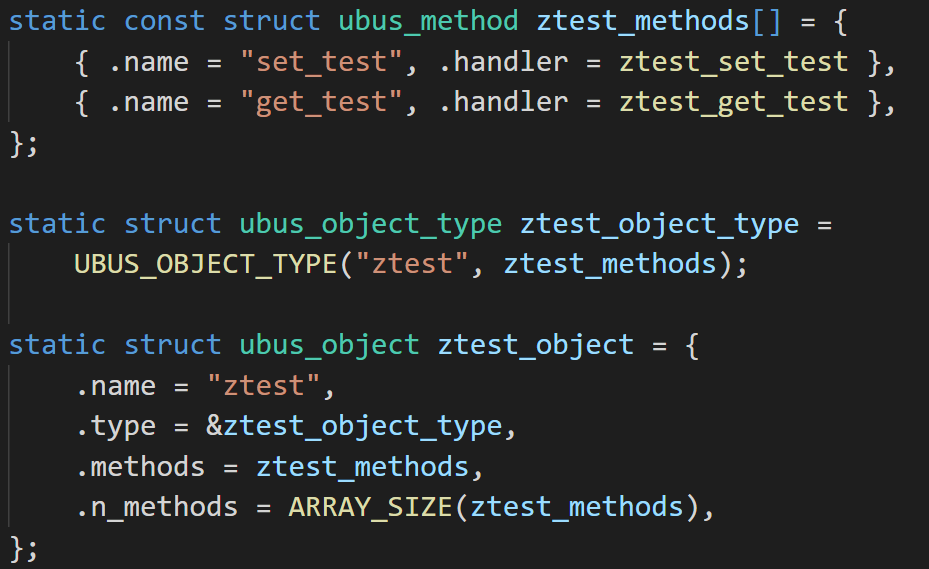 static const struct ubus_method ztest_methods[] = {
    { .name = "set_test", .handler = ztest_set_test },
    { .name = "get_test", .handler = ztest_get_test },
};

static struct ubus_object_type ztest_object_type =
    UBUS_OBJECT_TYPE("ztest", ztest_methods);

static struct ubus_object ztest_object = {
    .name = "ztest",
    .type = &ztest_object_type,
    .methods = ztest_methods,
    .n_methods = ARRAY_SIZE(ztest_methods),
};